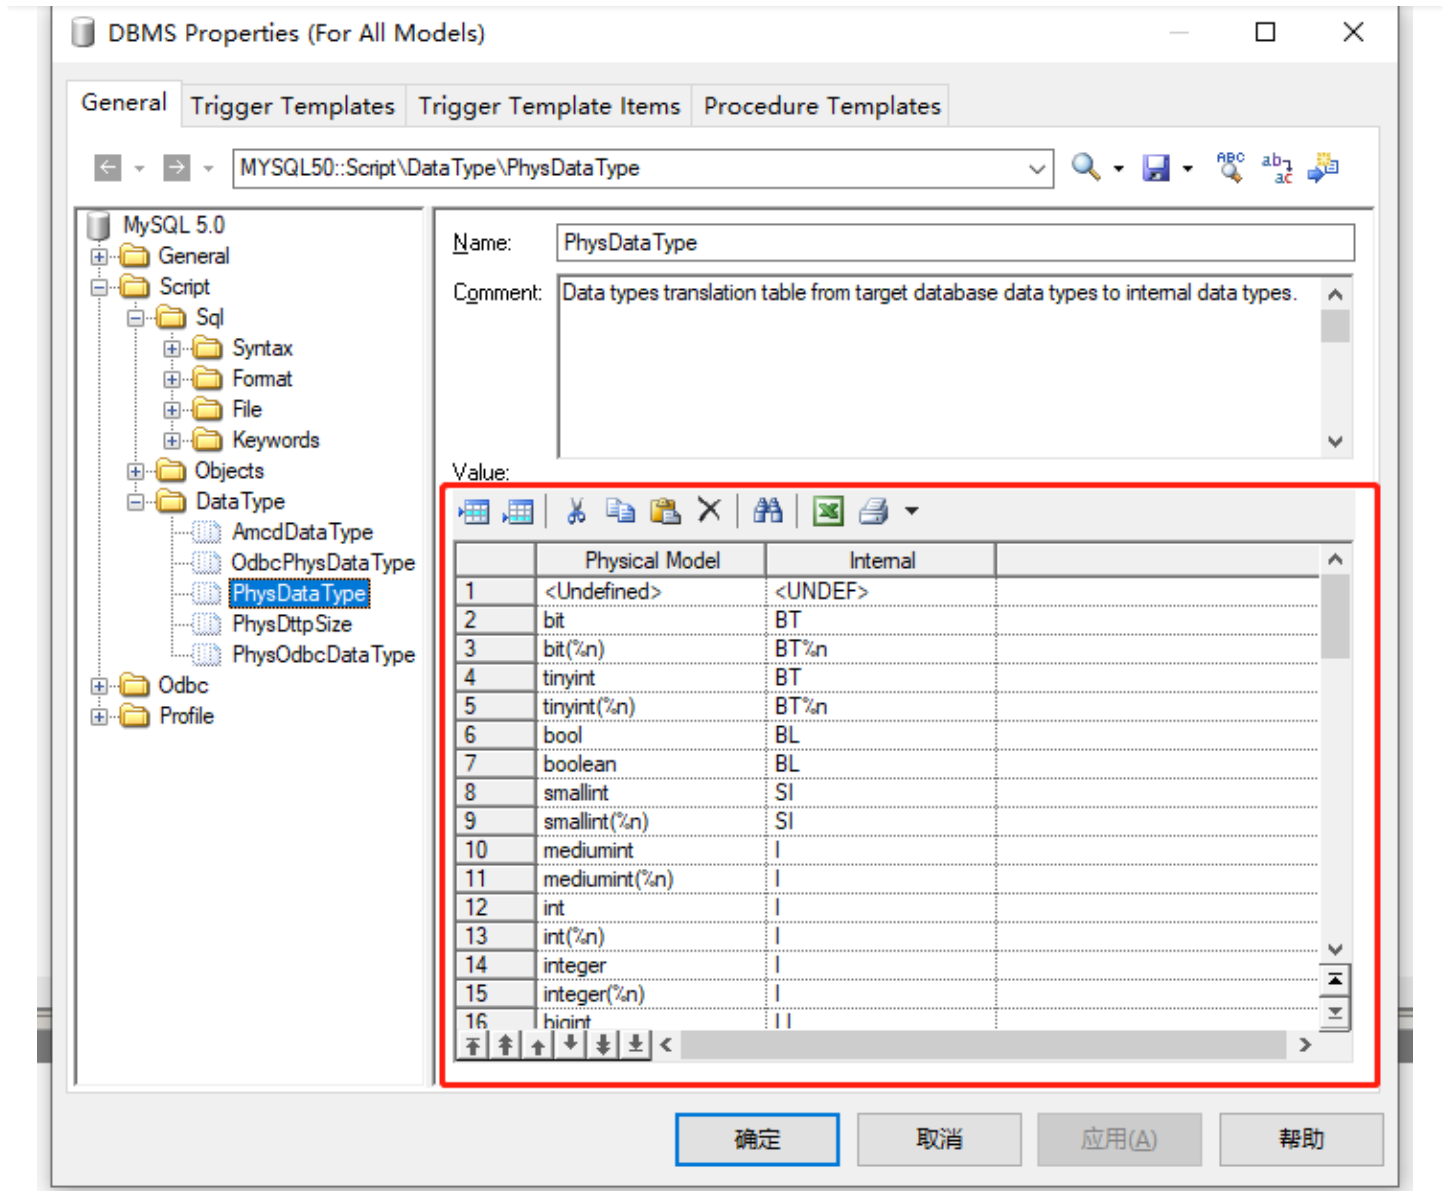 DBMS Properties (For All Models)
General Trigger Templates Trigger Template Items Procedure Templates
MYSQL50::Script\DataType\PhysDataType
MySQL 5.0
General
Script
Sql
Syntax
Format
File
Keywords
Objects
DataType
AmcdDataType
OdbcPhysDataType
PhysDataType
PhysDttpSize
PhysOdbcDataType
Odbc
Profile
Name: PhysDataType
Comment: Data types translation table from target database data types to internal data types.
Value:
Physical Model Internal
1 <Undefined> <UNDEF>
2 bit BT
3 bit(%n) BT%n
4 tinyint BT
5 tinyint(%n) BT%n
6 bool BL
7 boolean BL
8 smallint SI
9 smallint(%n) SI
10 mediumint I
11 mediumint(%n) I
12 int I
13 int(%n) I
14 integer I
15 integer(%n) I
16 bigint
确定 取消 应用(A) 帮助